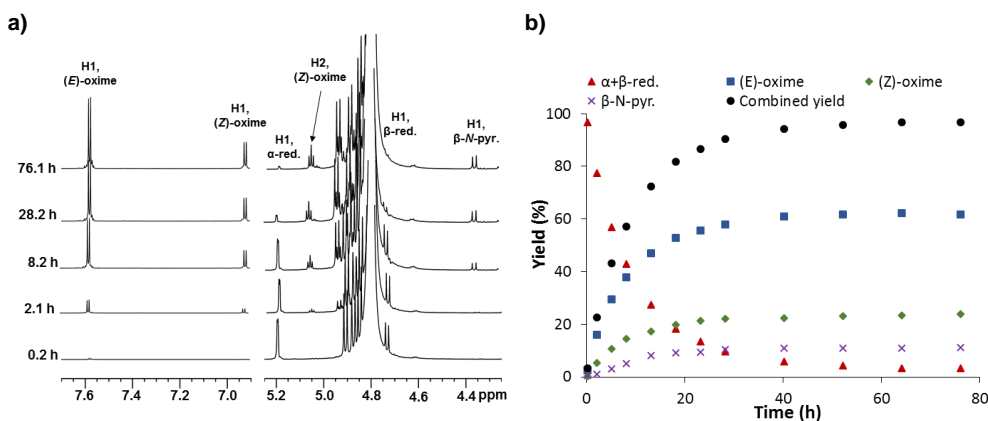 a)
H1,
(E)-oxime
H1,
(Z)-oxime
H1,
α-red.
H2,
(Z)-oxime
H1,
β-red.
H1,
β-N-pyr.
76.1 h
28.2 h
8.2 h
2.1 h
0.2 h
7.6 7.4 7.2 7.0 5.2 5.0 4.8 4.6 4.4 ppm
b)
α+β-red. (E)-oxime (Z)-oxime
β-N-pyr. Combined yield
Yield (%)
100
80
60
40
20
0
0 20 40 60 80
Time (h)